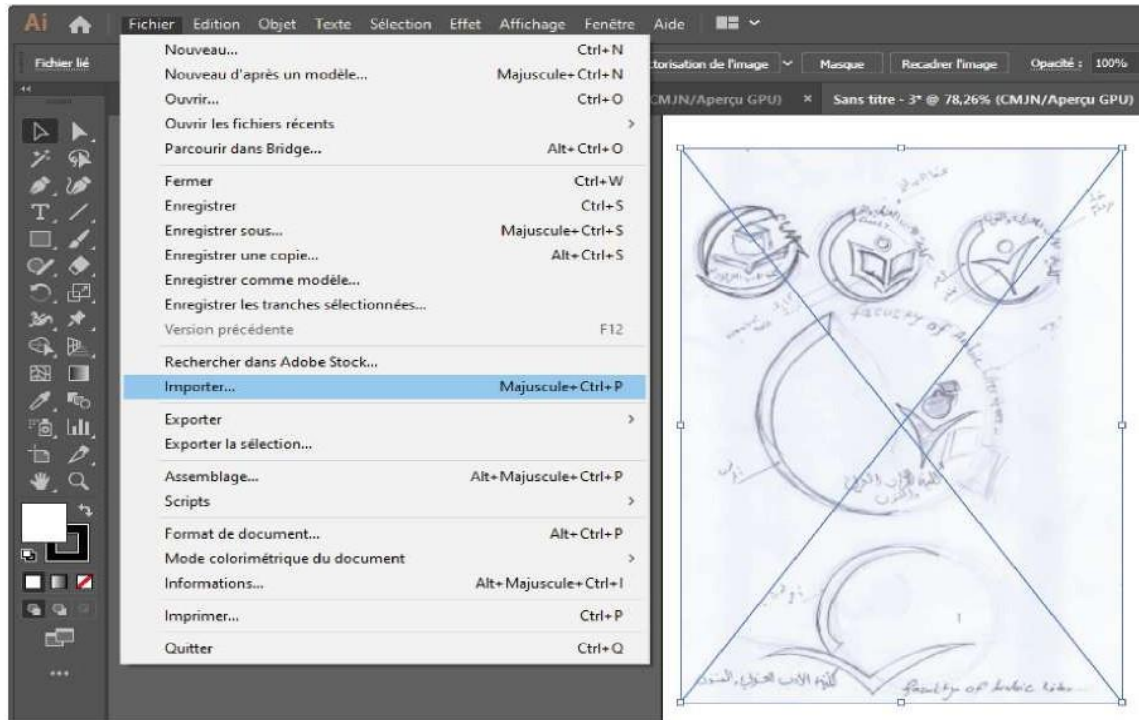 Ai Fichier Edition Objet Texte Sélection Effet Affichage Fenêtre Aide
Fichier lié
torisation de l'image Masque Recadrer l'image Opacité : 100%
CMJN/Aperçu GPU) × Sans titre - 3* @ 78,26% (CMJN/Aperçu GPU)
Nouveau... Ctrl+N
Nouveau d'après un modèle... Majuscule+Ctrl+N
Ouvrir... Ctrl+O
Ouvrir les fichiers récents >
Parcourir dans Bridge... Alt+Ctrl+O
Fermer Ctrl+W
Enregistrer Ctrl+S
Enregistrer sous... Majuscule+Ctrl+S
Enregistrer une copie... Alt+Ctrl+S
Enregistrer comme modèle...
Enregistrer les tranches sélectionnées...
Version précédente F12
Rechercher dans Adobe Stock...
Importer... Majuscule+Ctrl+P
Exporter >
Exporter la sélection...
Assemblage... Alt+Majuscule+Ctrl+P
Scripts >
Format de document... Alt+Ctrl+P
Mode colorimétrique du document >
Informations... Alt+Majuscule+Ctrl+I
Imprimer... Ctrl+P
Quitter Ctrl+Q
faculty of Arabic
faculty of Arabic